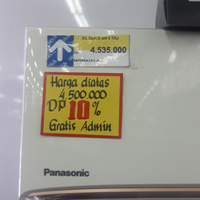 4.535.000
Harga diatas
4.500.000
DP 10%
Gratis Admin
Panasonic